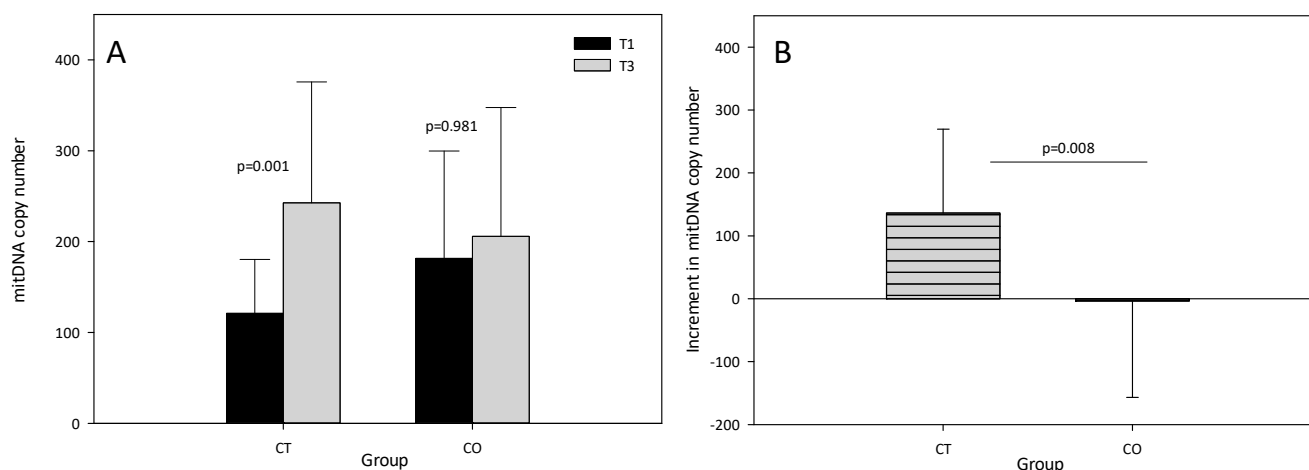 A
T1
T3
400
300
200
100
0
mitDNA copy number
p=0.001
p=0.981
CT
CO
Group
B
400
300
200
100
0
-100
-200
Increment in mitDNA copy number
p=0.008
CT
CO
Group